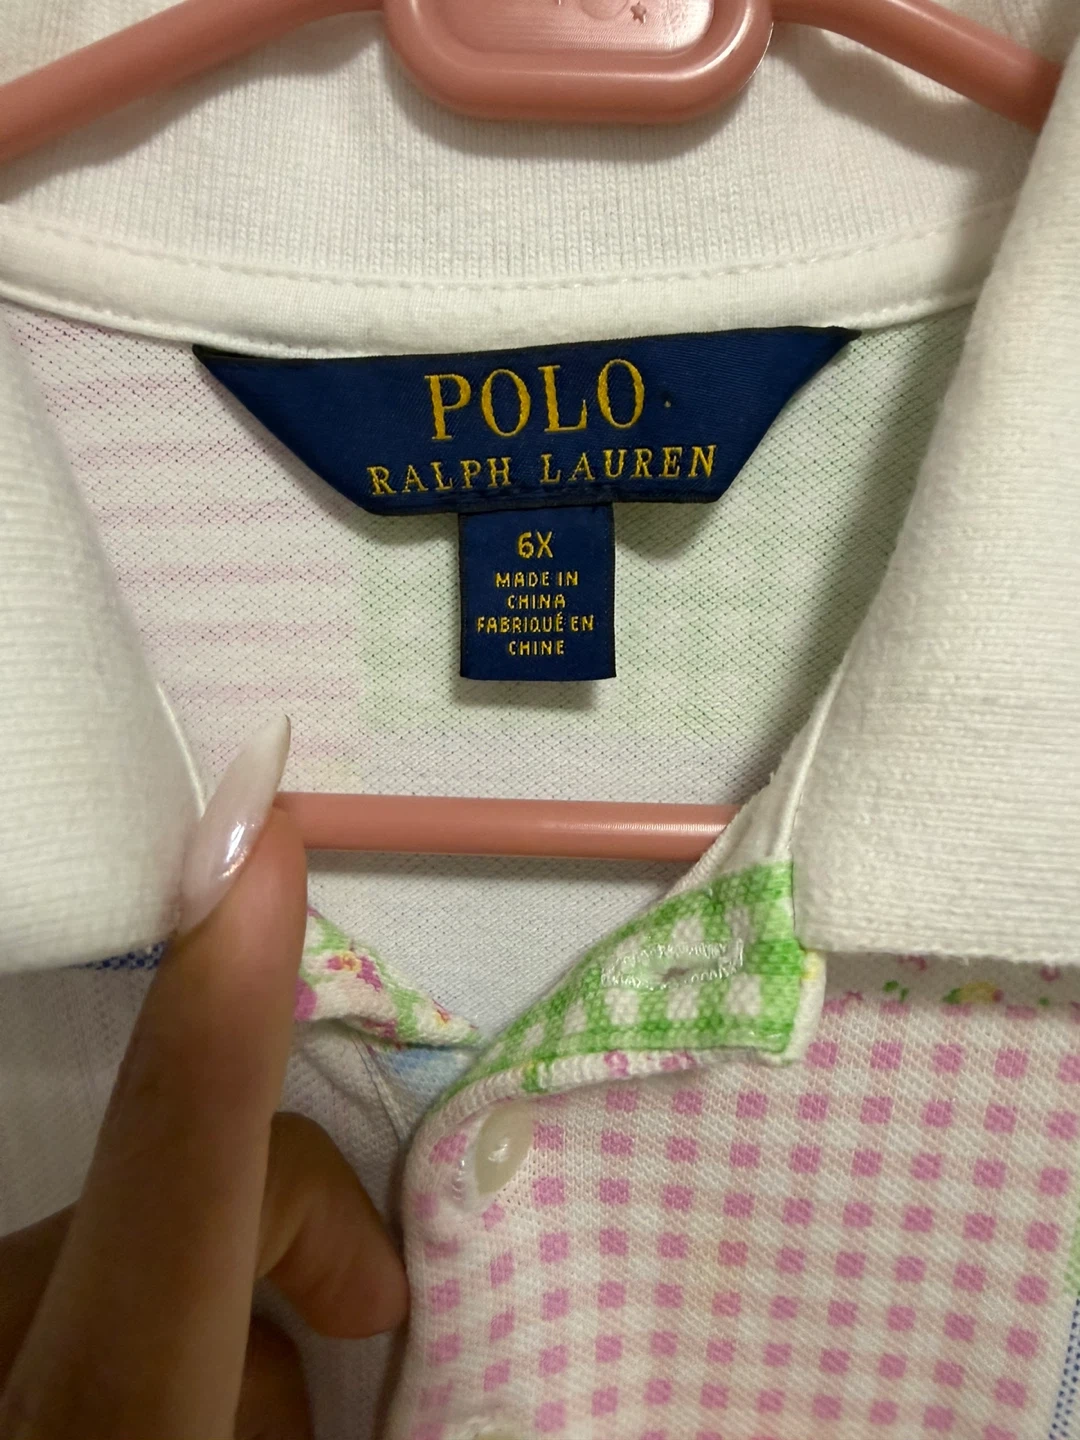 POLO
RALPH LAUREN
6X
MADE IN
CHINA
FABRIQUÉ EN
CHINE